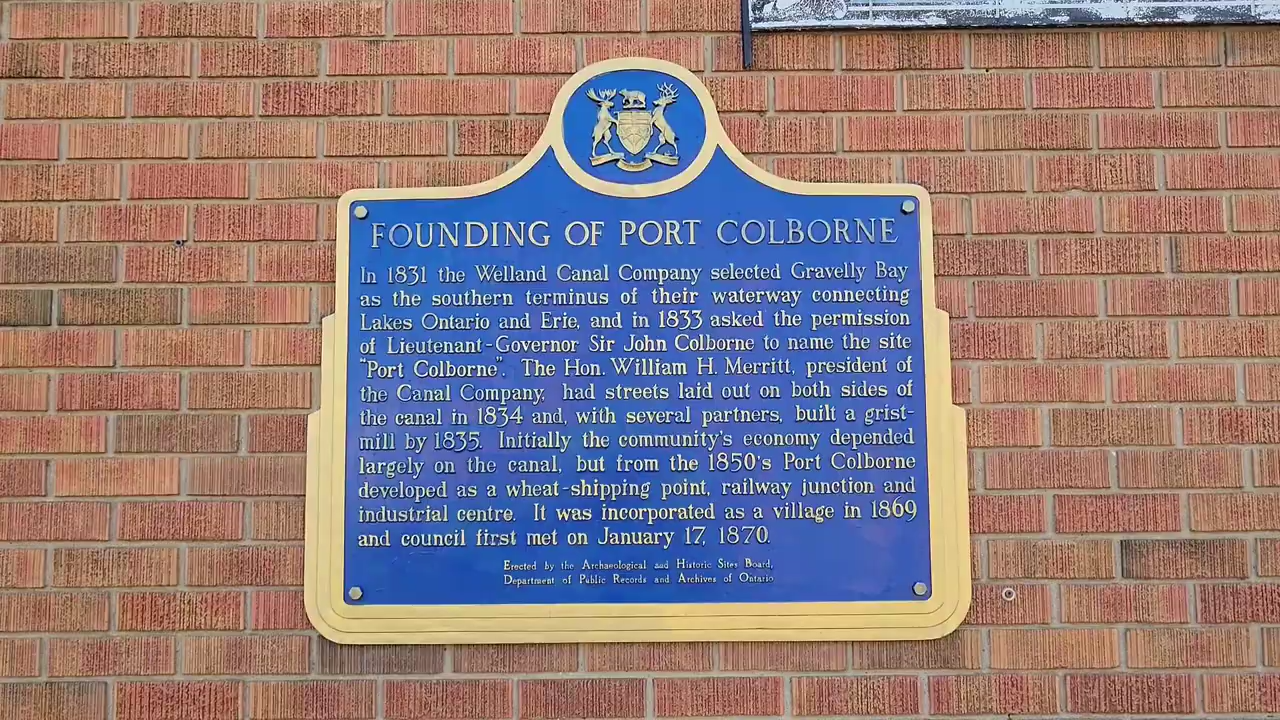 FOUNDING OF PORT COLBORNE
In 1831 the Welland Canal Company selected Gravelly Bay
as the southern terminus of their waterway connecting
Lakes Ontario and Erie, and in 1833 asked the permission
of Lieutenant-Governor Sir John Colborne to name the site
"Port Colborne". The Hon. William H. Merritt, president of
the Canal Company, had streets laid out on both sides of
the canal in 1834 and, with several partners, built a grist-
mill by 1835. Initially the community's economy depended
largely on the canal, but from the 1850's Port Colborne
developed as a wheat-shipping point, railway junction and
industrial centre. It was incorporated as a village in 1869
and council first met on January 17, 1870.
Erected by the Archaeological and Historic Sites Board,
Department of Public Records and Archives of Ontario